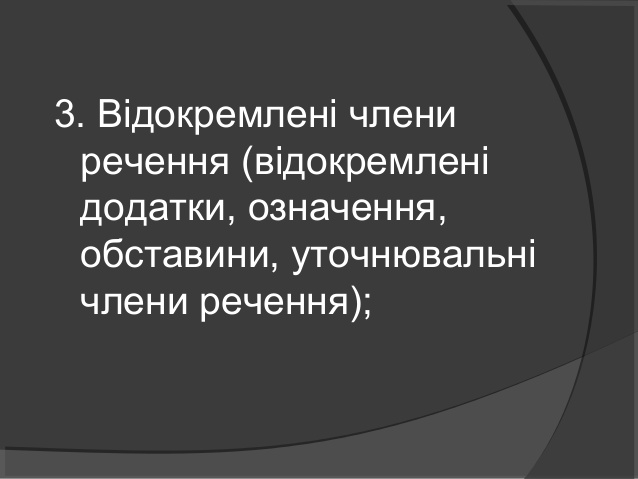 3. Відокремлені члени
речення (відокремлені
додатки, означення,
обставини, уточнювальні
члени речення);